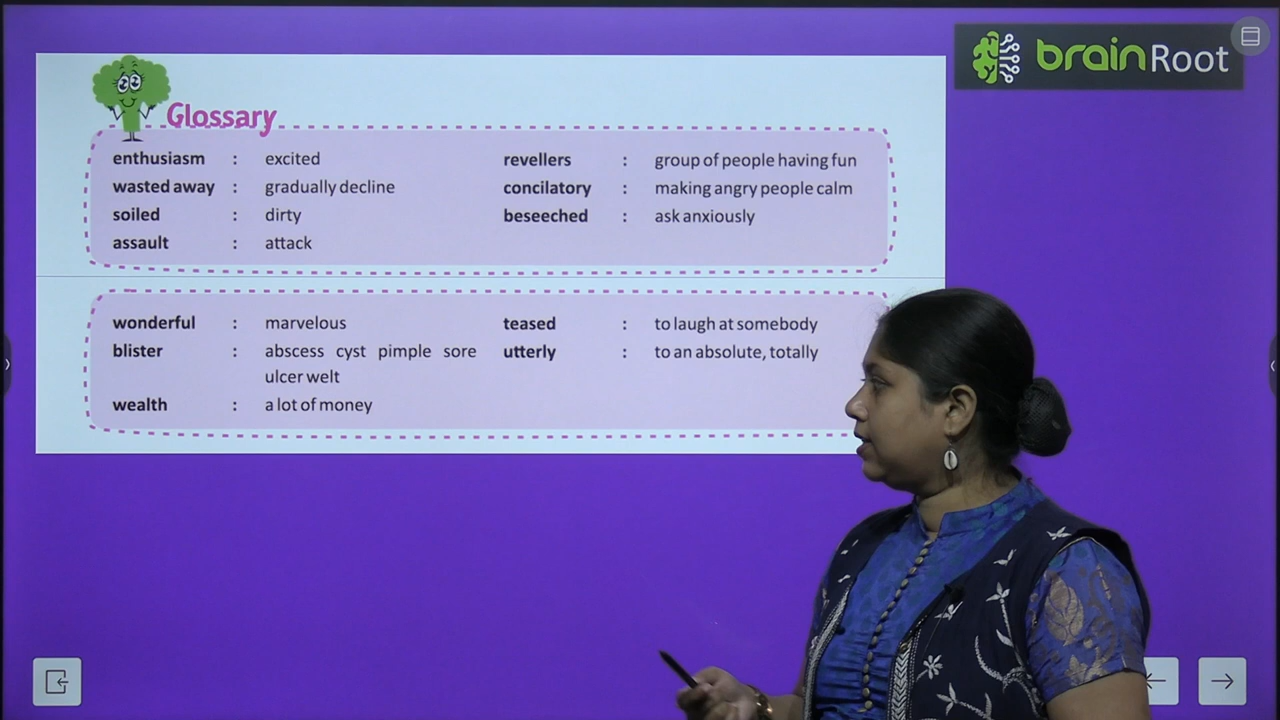 brainRoot
Glossary
enthusiasm : excited
wasted away : gradually decline
soiled : dirty
assault : attack
revellers : group of people having fun
concilatory : making angry people calm
beseeched : ask anxiously
wonderful : marvelous
blister : abscess cyst pimple sore
ulcer welt
wealth : a lot of money
teased : to laugh at somebody
utterly : to an absolute, totally